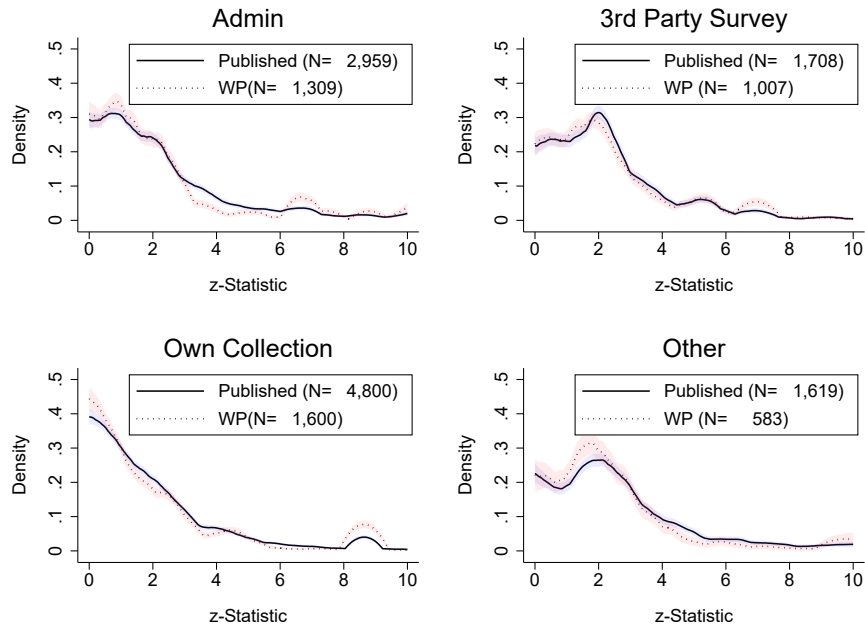 Admin
Density
0 .1 .2 .3 .4 .5
Published (N= 2,959)
WP(N= 1,309)
0 2 4 6 8 10
z-Statistic
3rd Party Survey
Density
0 .1 .2 .3 .4 .5
Published (N= 1,708)
WP (N= 1,007)
0 2 4 6 8 10
z-Statistic
Own Collection
Density
0 .1 .2 .3 .4 .5
Published (N= 4,800)
WP(N= 1,600)
0 2 4 6 8 10
z-Statistic
Other
Density
0 .1 .2 .3 .4 .5
Published (N= 1,619)
WP (N= 583)
0 2 4 6 8 10
z-Statistic